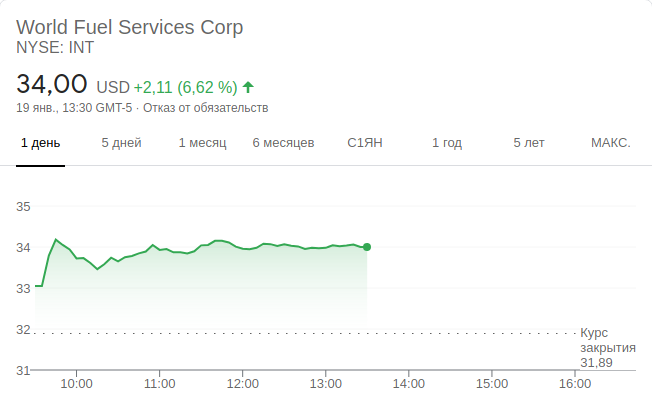 World Fuel Services Corp
NYSE: INT
34,00 USD +2,11 (6,62 %)
19 янв., 13:30 GMT-5 · Отказ от обязательств
1 день 5 дней 1 месяц 6 месяцев С1ЯН 1 год 5 лет МАКС.
35
34
33
32
Курс
закрытия
31,89
31
10:00 11:00 12:00 13:00 14:00 15:00 16:00